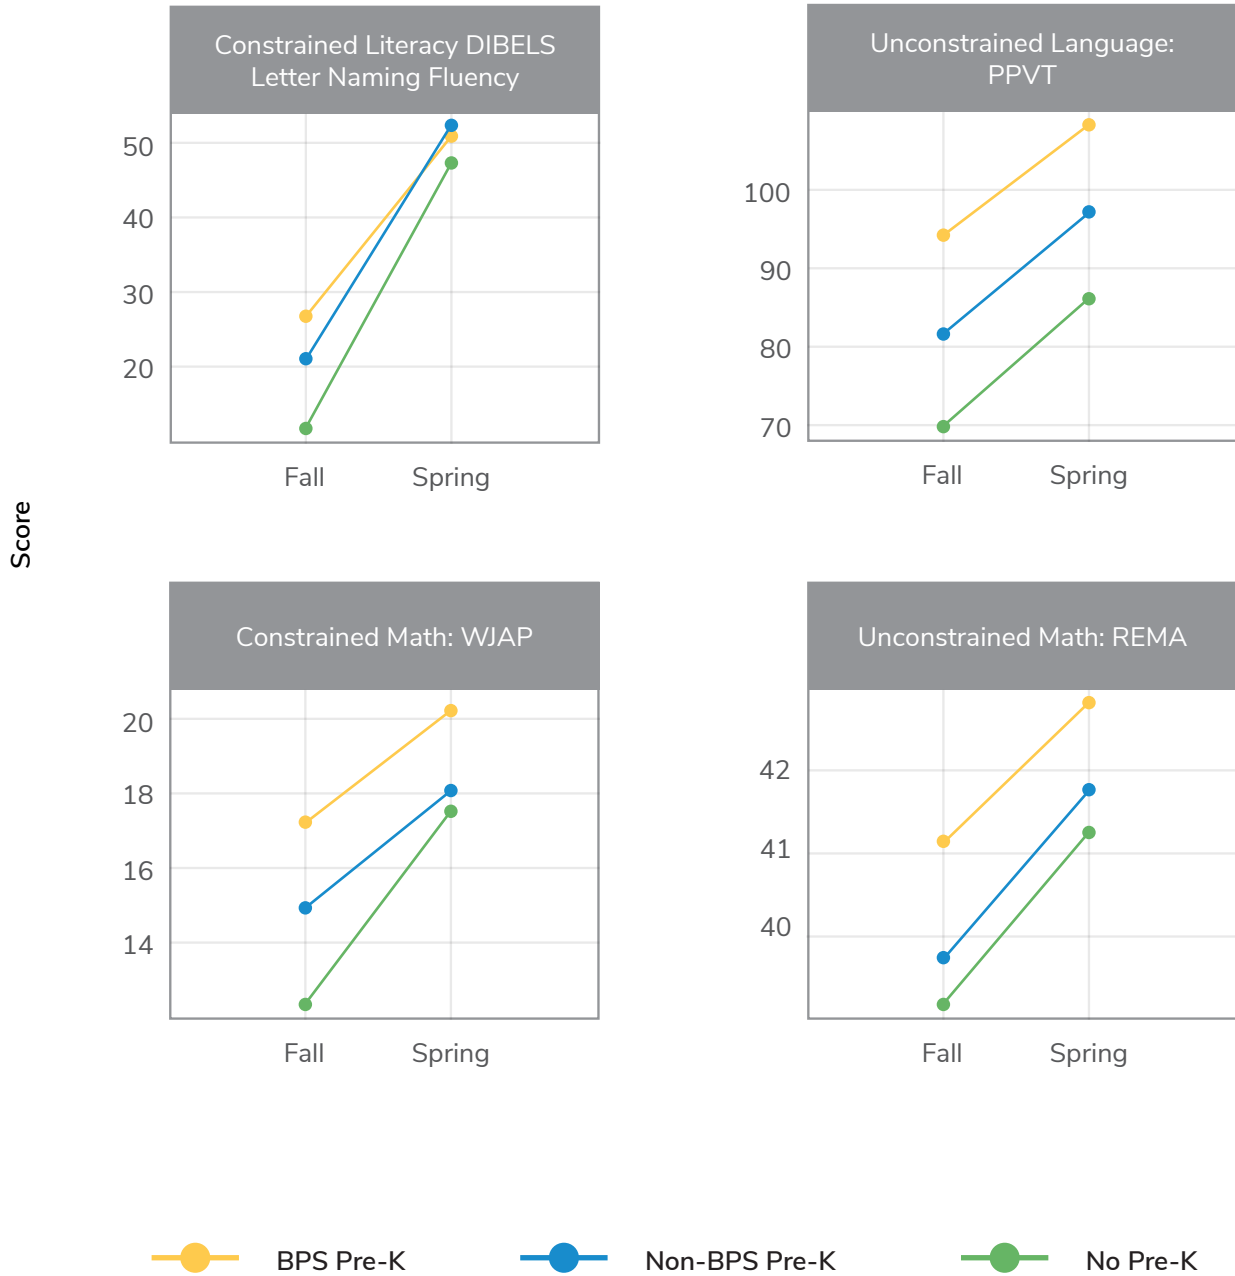 Constrained Literacy DIBELS
Letter Naming Fluency
50
40
30
20
Fall Spring
Unconstrained Language:
PPVT
100
90
80
70
Fall Spring
Score
Constrained Math: WJAP
20
18
16
14
Fall Spring
Unconstrained Math: REMA
42
41
40
Fall Spring
BPS Pre-K Non-BPS Pre-K No Pre-K